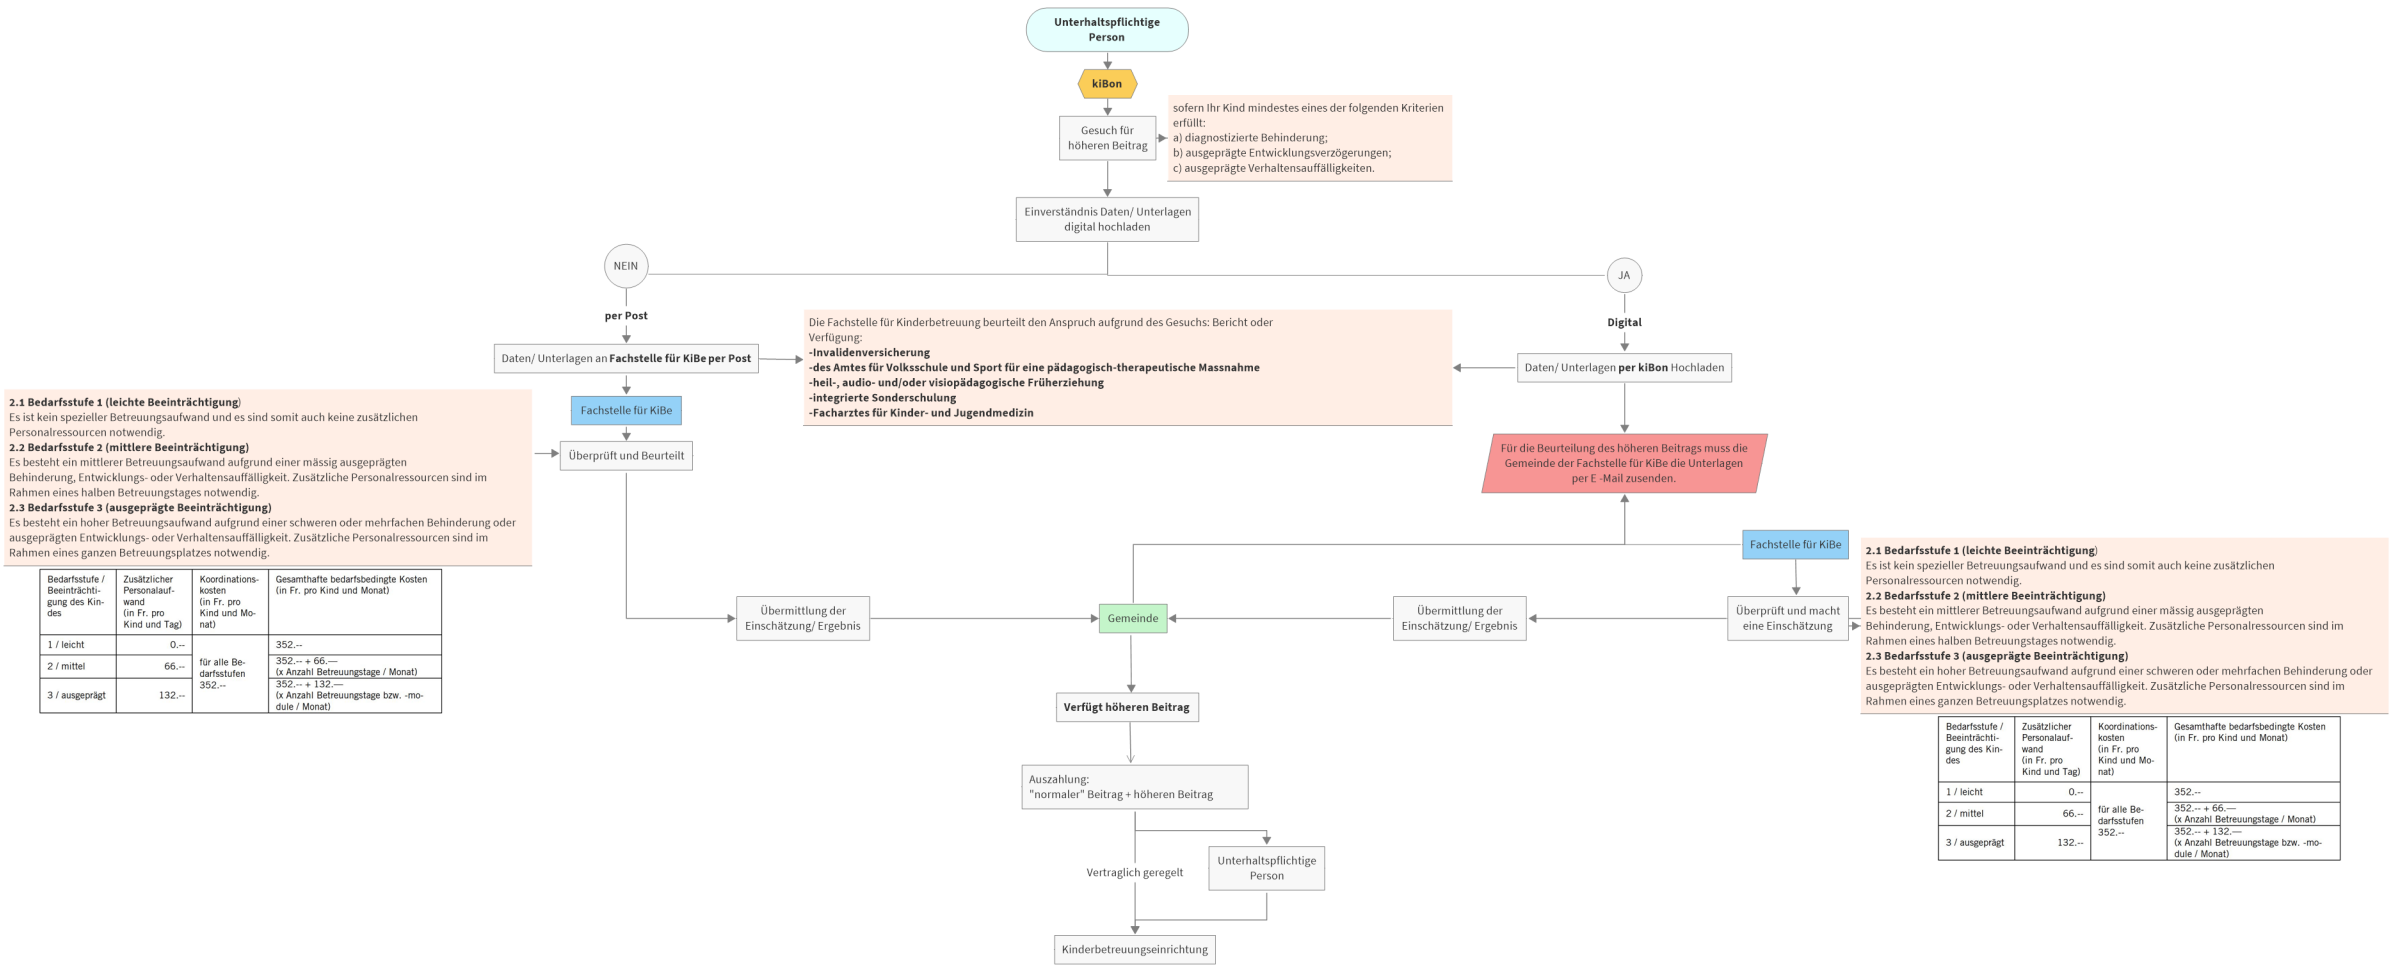 Unterhaltspflichtige
Person
kiBon
Gesuch für
höheren Beitrag
sofern Ihr Kind mindestes eines der folgenden Kriterien
erfüllt:
a) diagnostizierte Behinderung;
b) ausgeprägte Entwicklungsverzögerungen;
c) ausgeprägte Verhaltensauffälligkeiten.
Einverständnis Daten/ Unterlagen
digital hochladen
NEIN
JA
per Post
Digital
Daten/ Unterlagen an Fachstelle für KiBe per Post
Die Fachstelle für Kinderbetreuung beurteilt den Anspruch aufgrund des Gesuchs: Bericht oder
Verfügung:
-Invalidenversicherung
-des Amtes für Volksschule und Sport für eine pädagogisch-therapeutische Massnahme
-heil-, audio- und/oder visiopädagogische Früherziehung
-integrierte Sonderschulung
-Facharztes für Kinder- und Jugendmedizin
Daten/ Unterlagen per kiBon Hochladen
Fachstelle für KiBe
Überprüft und Beurteilt
2.1 Bedarfsstufe 1 (leichte Beeinträchtigung)
Es ist kein spezieller Betreuungsaufwand und es sind somit auch keine zusätzlichen
Personalressourcen notwendig.
2.2 Bedarfsstufe 2 (mittlere Beeinträchtigung)
Es besteht ein mittlerer Betreuungsaufwand aufgrund einer mässig ausgeprägten
Behinderung, Entwicklungs- oder Verhaltensauffälligkeit. Zusätzliche Personalressourcen sind im
Rahmen eines halben Betreuungstages notwendig.
2.3 Bedarfsstufe 3 (ausgeprägte Beeinträchtigung)
Es besteht ein hoher Betreuungsaufwand aufgrund einer schweren oder mehrfachen Behinderung oder
ausgeprägten Entwicklungs- oder Verhaltensauffälligkeit. Zusätzliche Personalressourcen sind im
Rahmen eines ganzen Betreuungsplatzes notwendig.
Bedarfsstufe /
Beeinträchti-
gung des Kin-
des
Zusätzlicher
Personalauf-
wand
(in Fr. pro
Kind und Tag)
Koordinations-
kosten
(in Fr. pro
Kind und Mo-
nat)
Gesamthafte bedarfsbedingte Kosten
(in Fr. pro Kind und Monat)
1 / leicht
0.--
für alle Be-
darfsstufen
352.--
352.--
2 / mittel
66.--
352.-- + 66.—
(x Anzahl Betreuungstage / Monat)
3 / ausgeprägt
132.--
352.-- + 132.—
(x Anzahl Betreuungstage bzw. -mo-
dule / Monat)
Für die Beurteilung des höheren Beitrags muss die
Gemeinde der Fachstelle für KiBe die Unterlagen
per E -Mail zusenden.
Fachstelle für KiBe
Übermittlung der
Einschätzung/ Ergebnis
Gemeinde
Übermittlung der
Einschätzung/ Ergebnis
Überprüft und macht
eine Einschätzung
2.1 Bedarfsstufe 1 (leichte Beeinträchtigung)
Es ist kein spezieller Betreuungsaufwand und es sind somit auch keine zusätzlichen
Personalressourcen notwendig.
2.2 Bedarfsstufe 2 (mittlere Beeinträchtigung)
Es besteht ein mittlerer Betreuungsaufwand aufgrund einer mässig ausgeprägten
Behinderung, Entwicklungs- oder Verhaltensauffälligkeit. Zusätzliche Personalressourcen sind im
Rahmen eines halben Betreuungstages notwendig.
2.3 Bedarfsstufe 3 (ausgeprägte Beeinträchtigung)
Es besteht ein hoher Betreuungsaufwand aufgrund einer schweren oder mehrfachen Behinderung oder
ausgeprägten Entwicklungs- oder Verhaltensauffälligkeit. Zusätzliche Personalressourcen sind im
Rahmen eines ganzen Betreuungsplatzes notwendig.
Bedarfsstufe /
Beeinträchti-
gung des Kin-
des
Zusätzlicher
Personalauf-
wand
(in Fr. pro
Kind und Tag)
Koordinations-
kosten
(in Fr. pro
Kind und Mo-
nat)
Gesamthafte bedarfsbedingte Kosten
(in Fr. pro Kind und Monat)
1 / leicht
0.--
für alle Be-
darfsstufen
352.--
352.--
2 / mittel
66.--
352.-- + 66.—
(x Anzahl Betreuungstage / Monat)
3 / ausgeprägt
132.--
352.-- + 132.—
(x Anzahl Betreuungstage bzw. -mo-
dule / Monat)
Verfügt höheren Beitrag
Auszahlung:
"normaler" Beitrag + höheren Beitrag
Vertraglich geregelt
Unterhaltspflichtige
Person
Kinderbetreuungseinrichtung